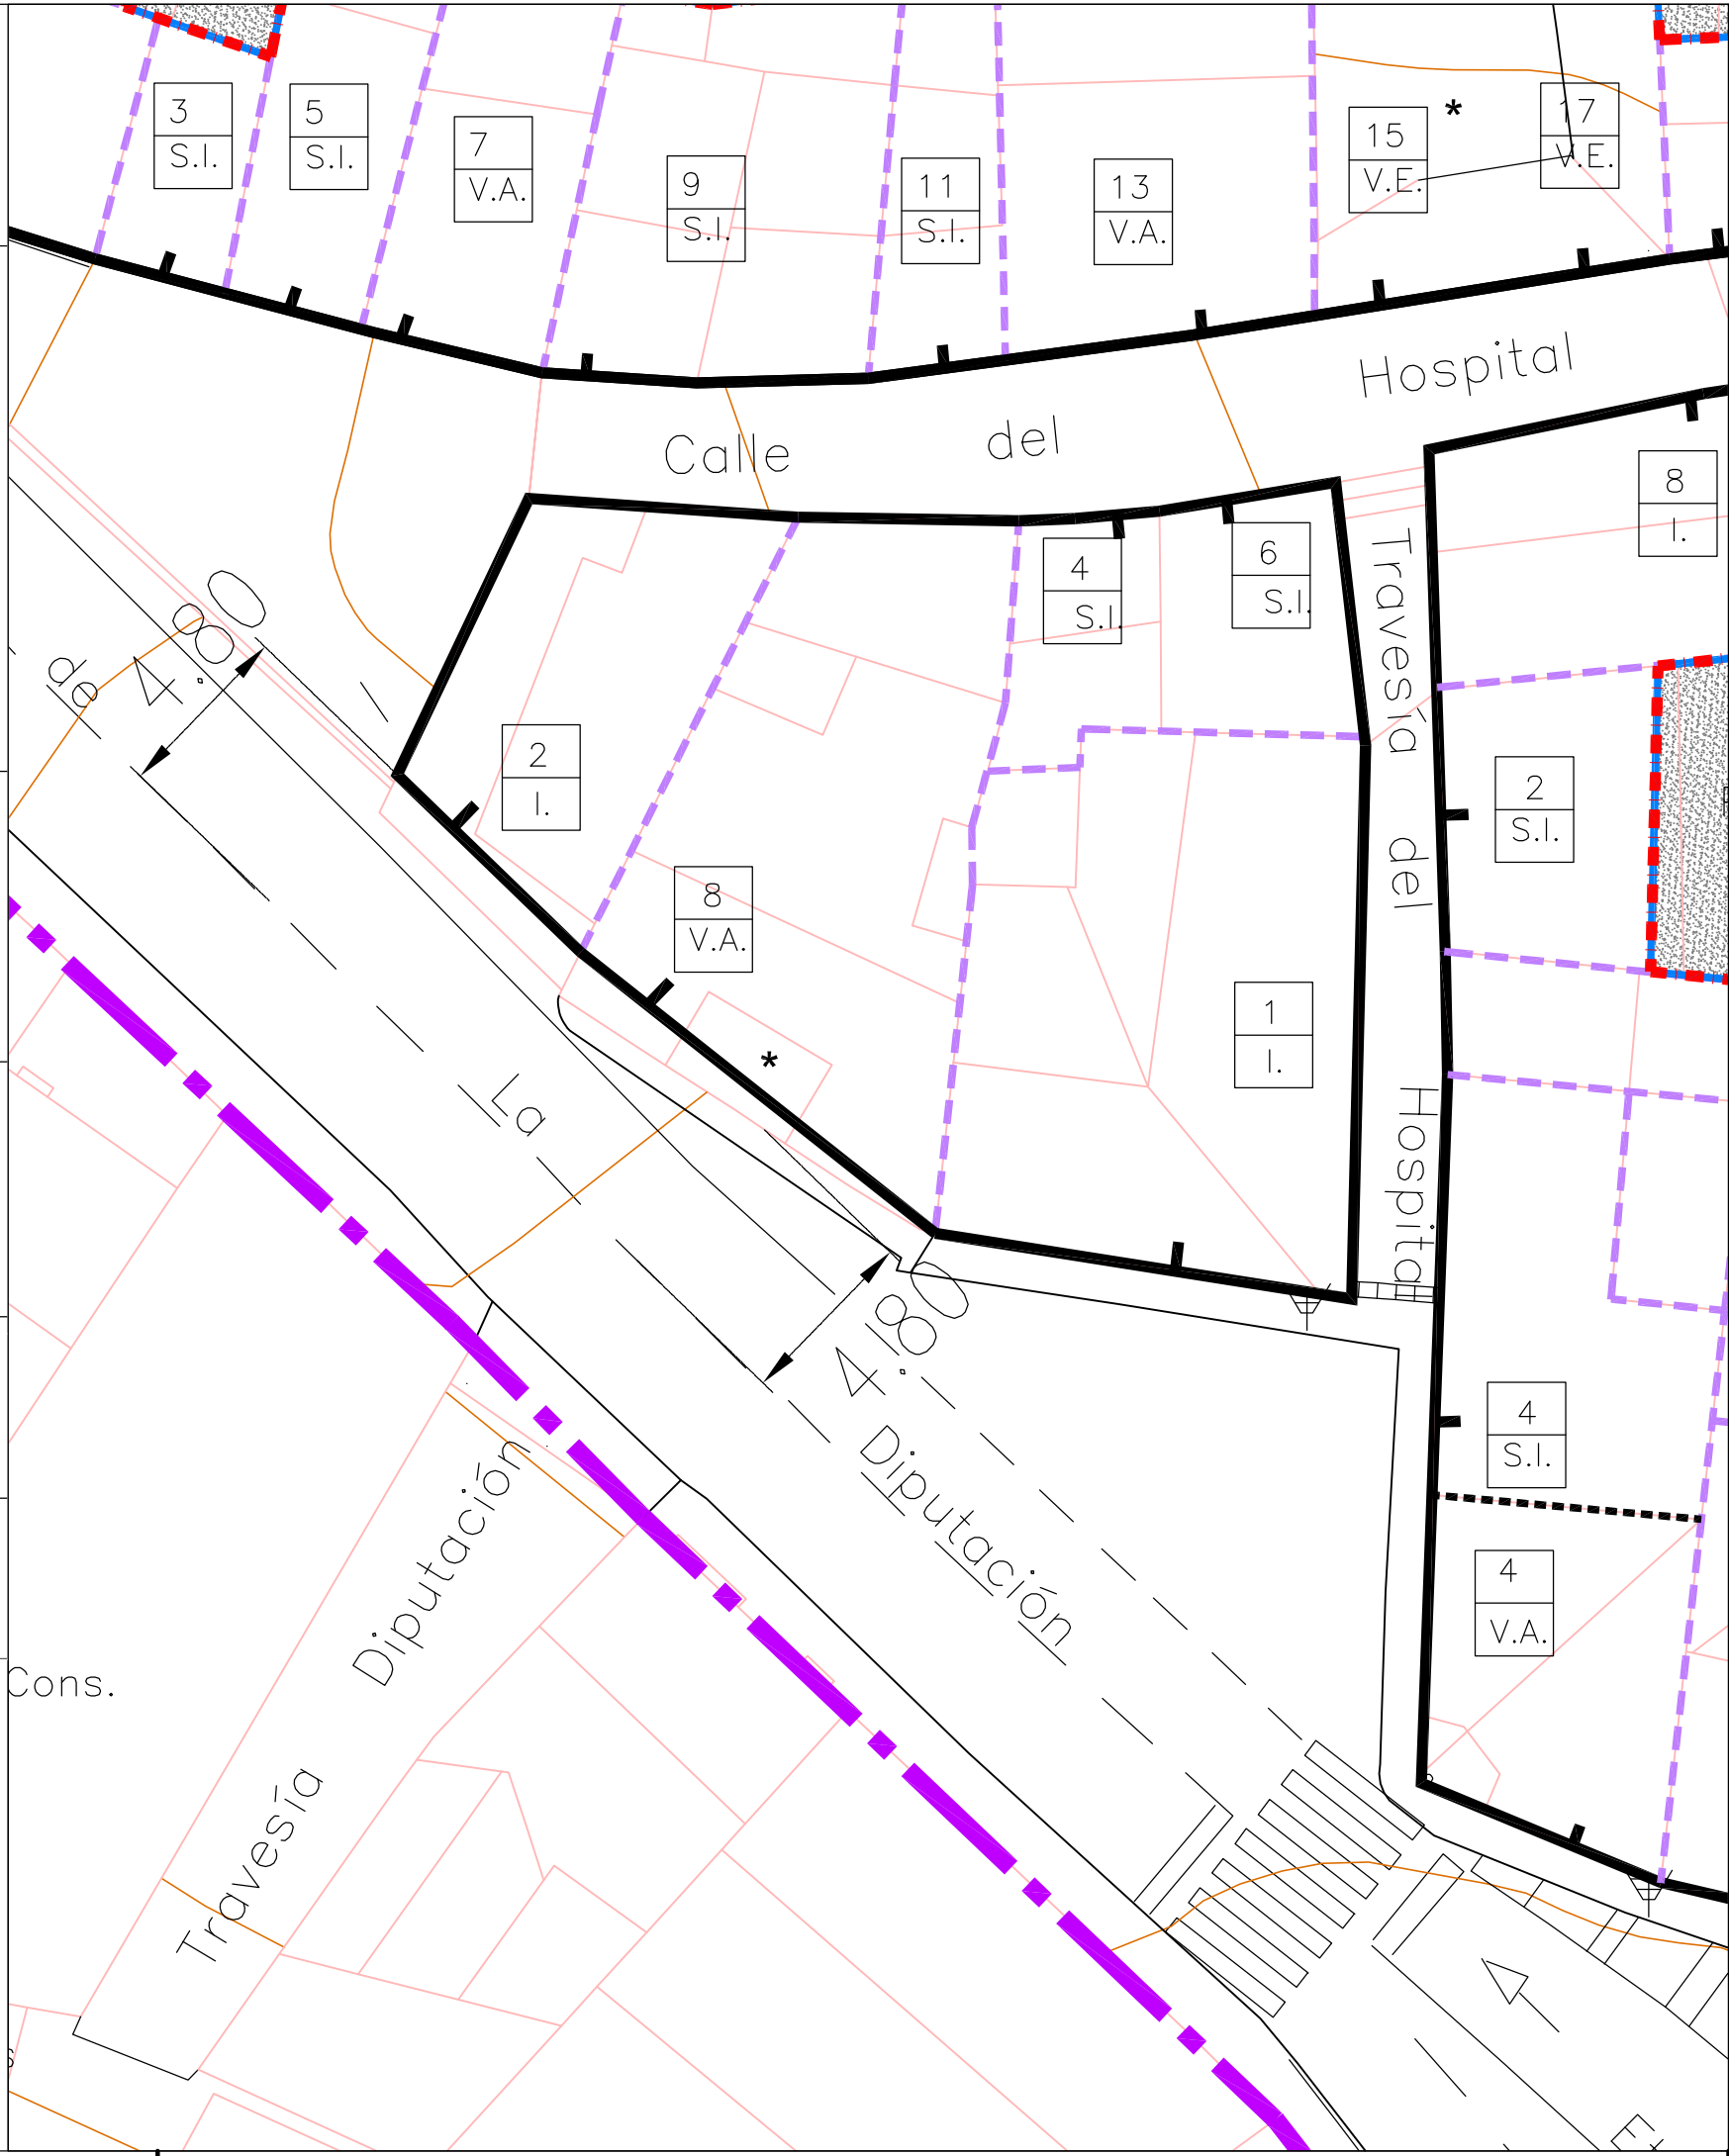 3
S.I.
5
S.I.
7
V.A.
9
S.I.
11
S.I.
13
V.A.
15
V.E.
*
17
V.E.
Calle del Hospital
8
I.
4
S.I.
6
S.I.
Travesía del Hospital
de
4.80
2
I.
2
S.I.
8
V.A.
*
1
I.
La Diputación
4.80
4
S.I.
4
V.A.
Travesía Diputación
Cons.